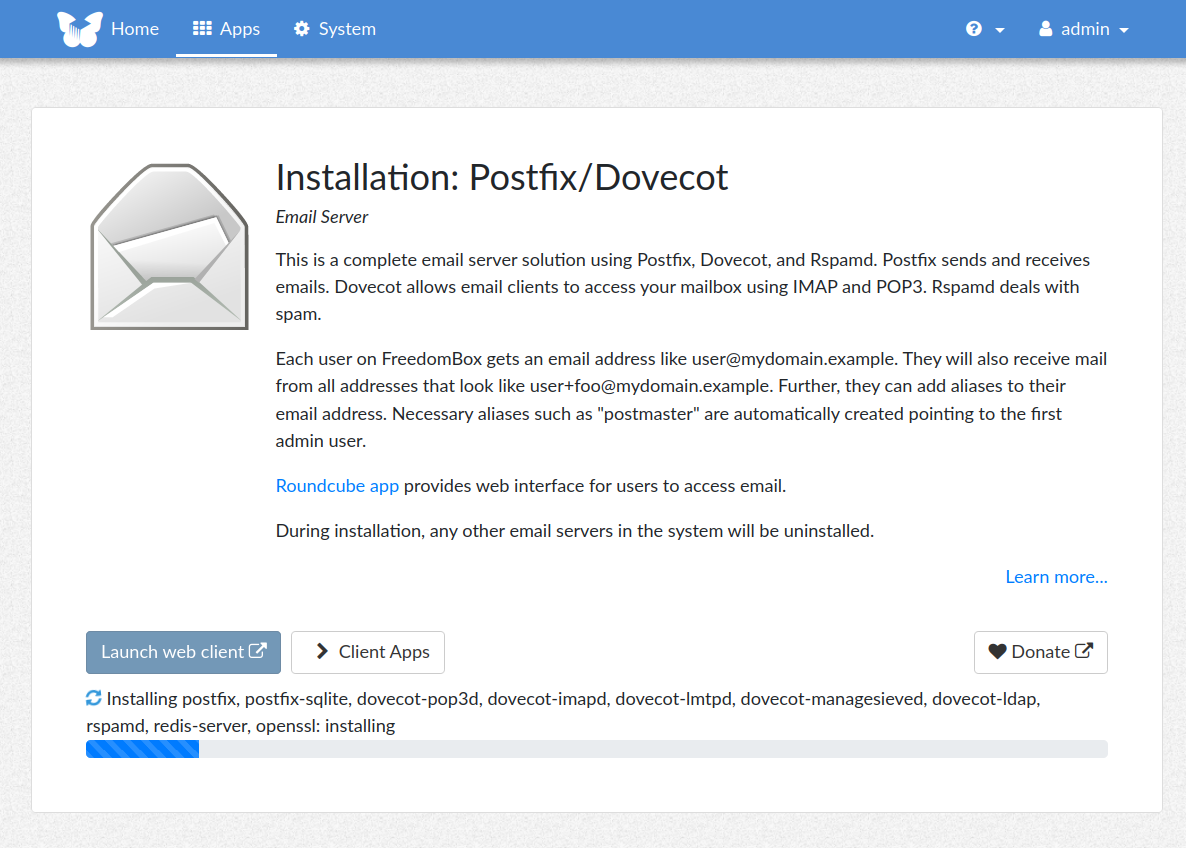 Home Apps System admin
Installation: Postfix/Dovecot
Email Server
This is a complete email server solution using Postfix, Dovecot, and Rspamd. Postfix sends and receives
emails. Dovecot allows email clients to access your mailbox using IMAP and POP3. Rspamd deals with
spam.
Each user on FreedomBox gets an email address like user@mydomain.example. They will also receive mail
from all addresses that look like user+foo@mydomain.example. Further, they can add aliases to their
email address. Necessary aliases such as "postmaster" are automatically created pointing to the first
admin user.
Roundcube app provides web interface for users to access email.
During installation, any other email servers in the system will be uninstalled.
Learn more...
Launch web client Client Apps Donate
Installing postfix, postfix-sqlite, dovecot-pop3d, dovecot-imapd, dovecot-lmtpd, dovecot-managesieved, dovecot-ldap,
rspamd, redis-server, openssl: installing